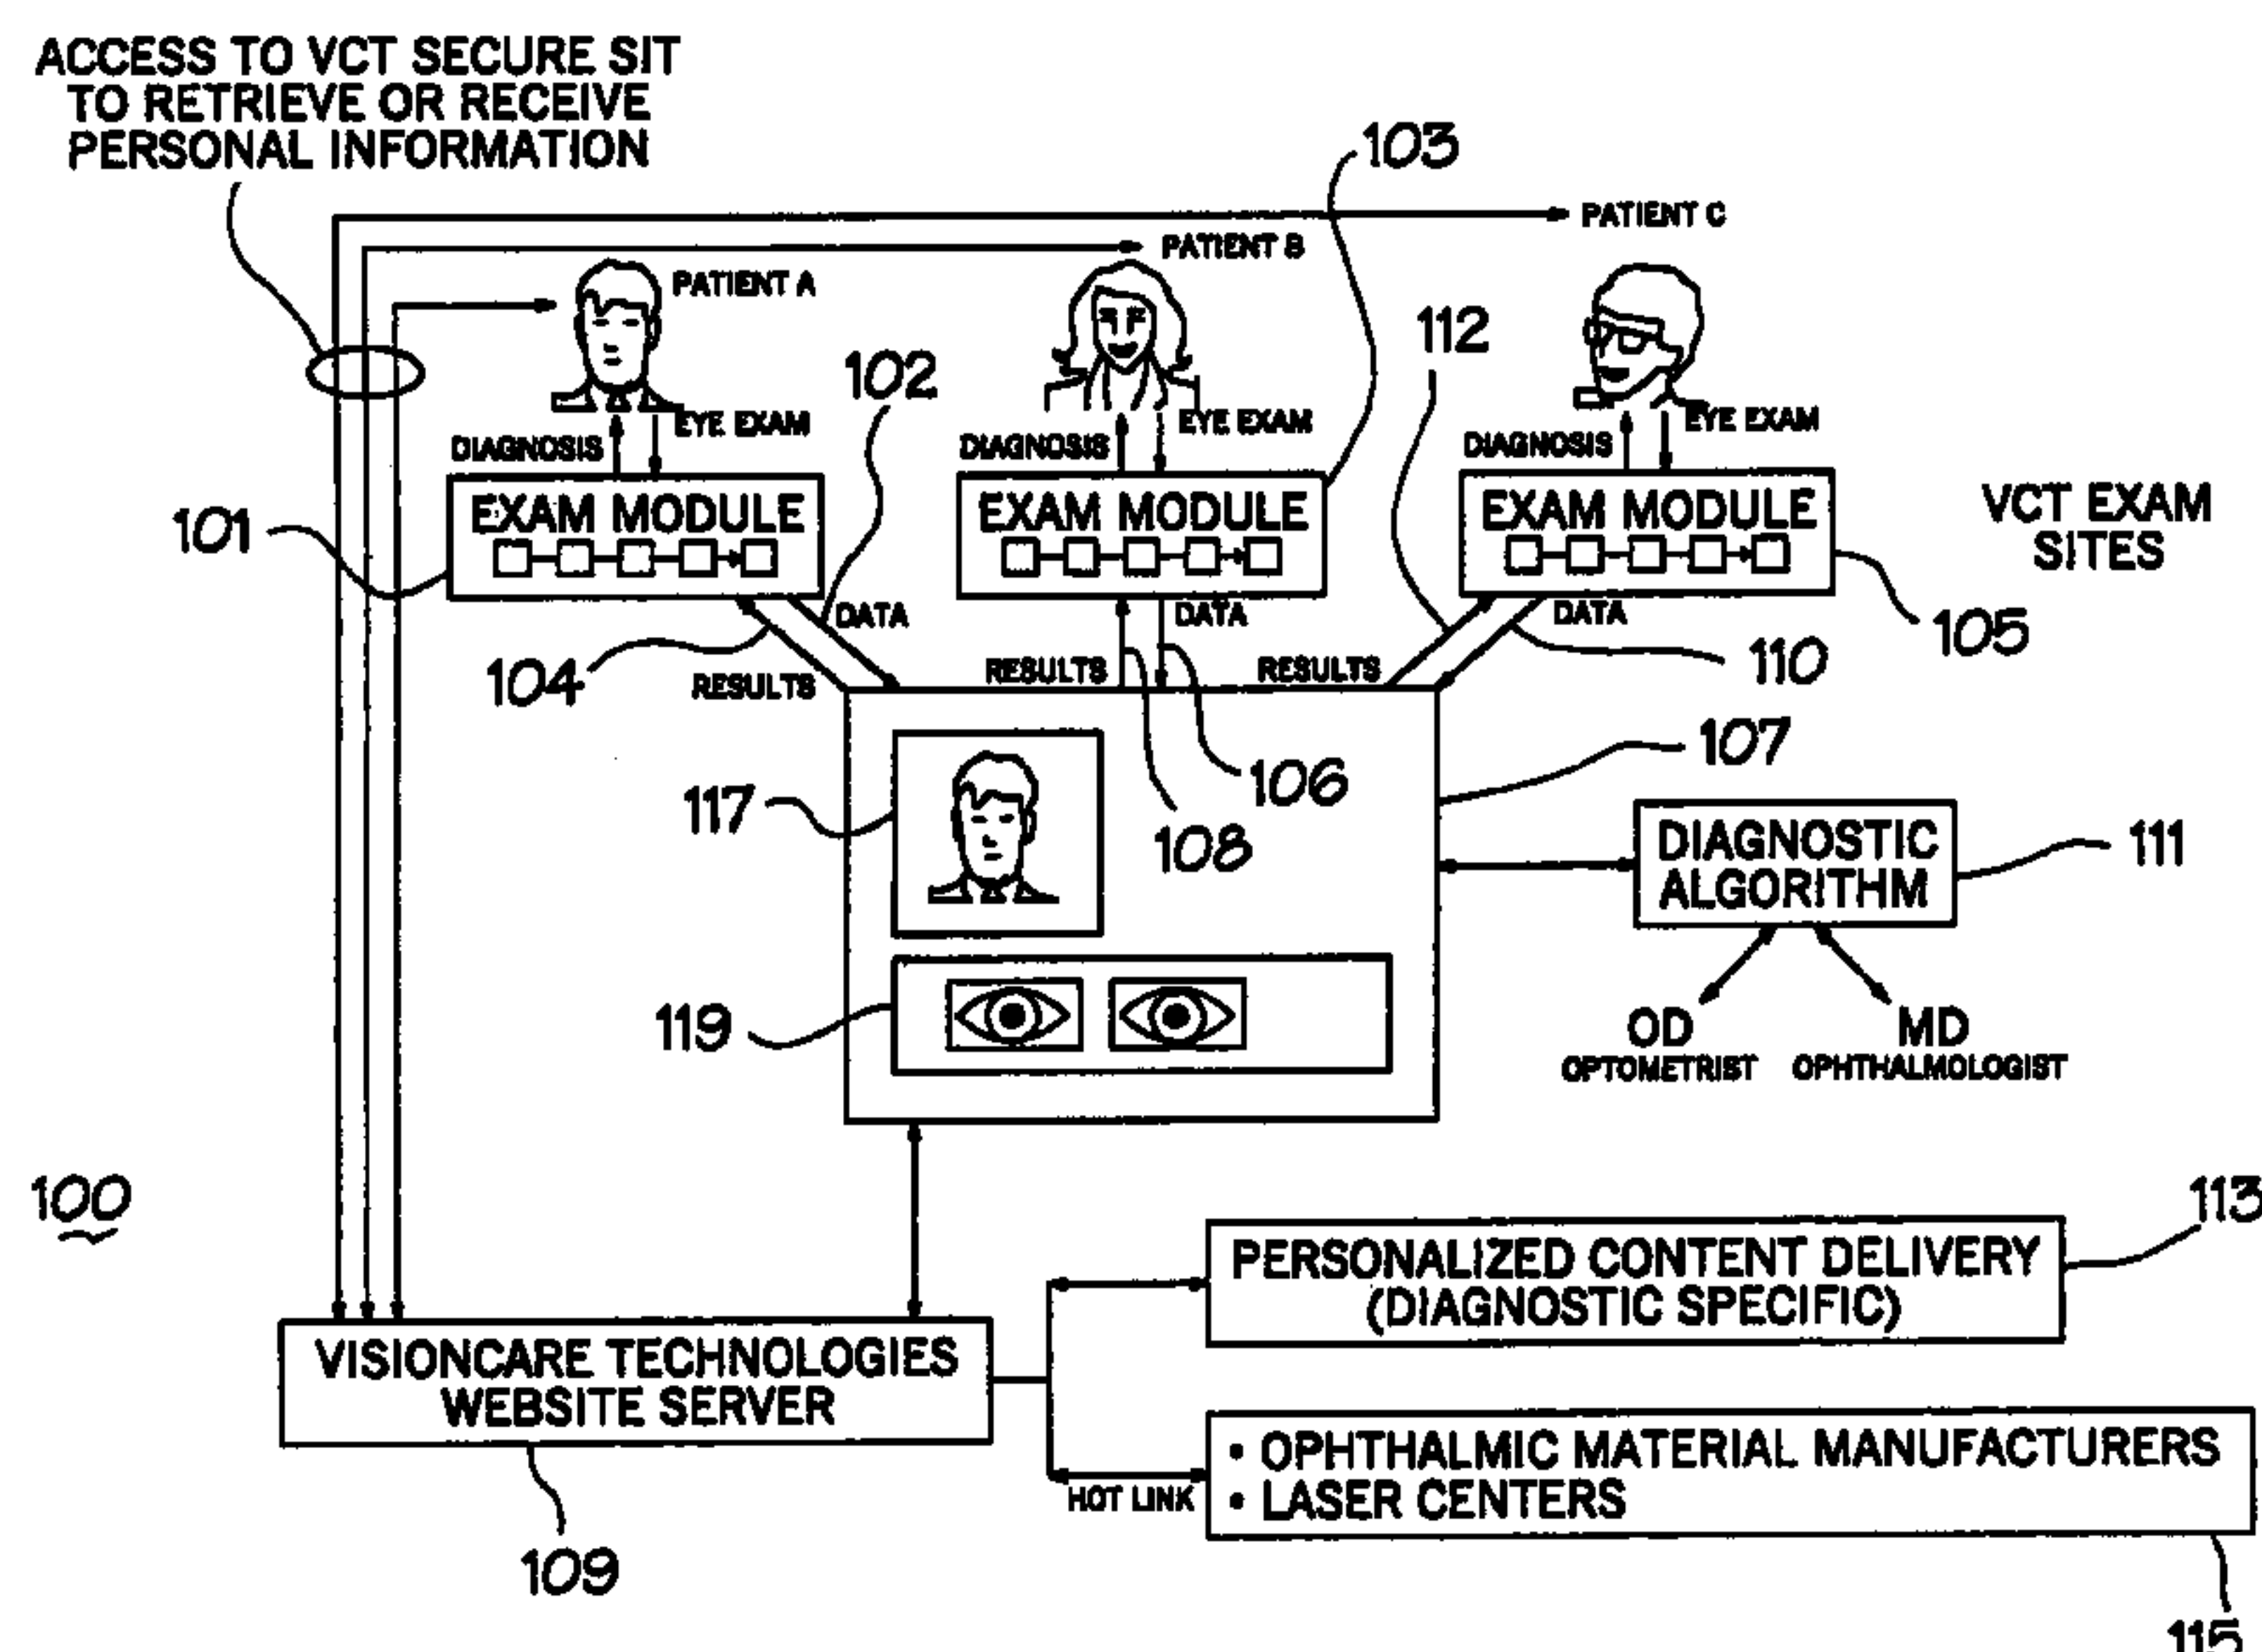 ACCESS TO VCT SECURE SIT
TO RETRIEVE OR RECEIVE
PERSONAL INFORMATION
103
PATIENT C
PATIENT B
PATIENT A
112
102
EYE EXAM
EYE EXAM
EYE EXAM
DIAGNOSIS
DIAGNOSIS
DIAGNOSIS
EXAM MODULE
EXAM MODULE
EXAM MODULE
VCT EXAM
SITES
101
DATA
DATA
DATA
105
104
RESULTS
RESULTS
RESULTS
110
107
106
117
108
DIAGNOSTIC
ALGORITHM
111
119
OD
OPTOMETRIST
MD
OPHTHALMOLOGIST
100
113
PERSONALIZED CONTENT DELIVERY
(DIAGNOSTIC SPECIFIC)
VISIONCARE TECHNOLOGIES
WEBSITE SERVER
• OPHTHALMIC MATERIAL MANUFACTURERS
• LASER CENTERS
HOT LINK
109
115